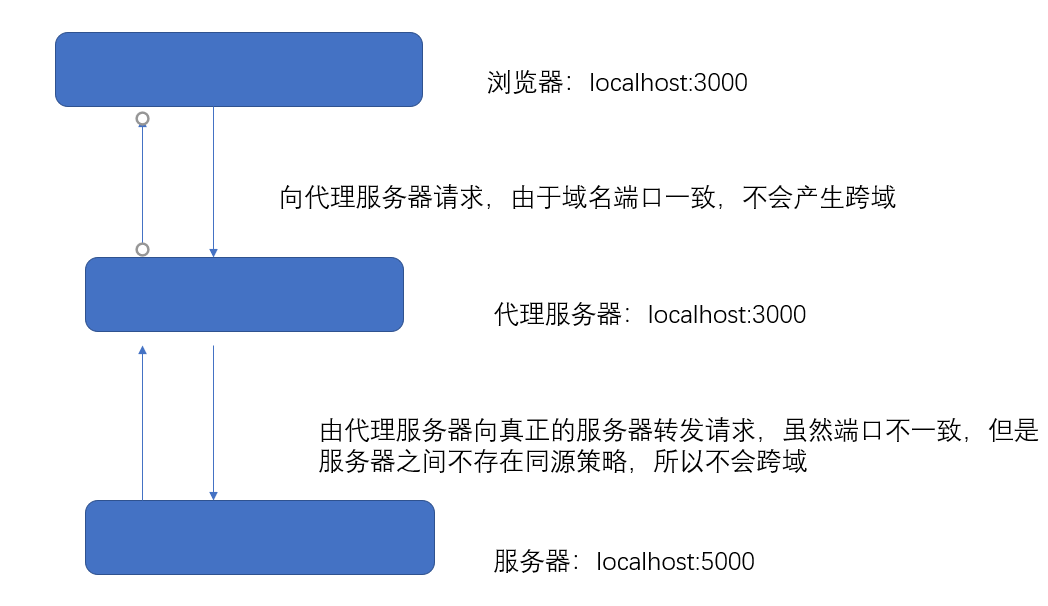 浏览器：localhost:3000
向代理服务器请求，由于域名端口一致，不会产生跨域
代理服务器：localhost:3000
由代理服务器向真正的服务器转发请求，虽然端口不一致，但是
服务器之间不存在同源策略，所以不会跨域
服务器：localhost:5000